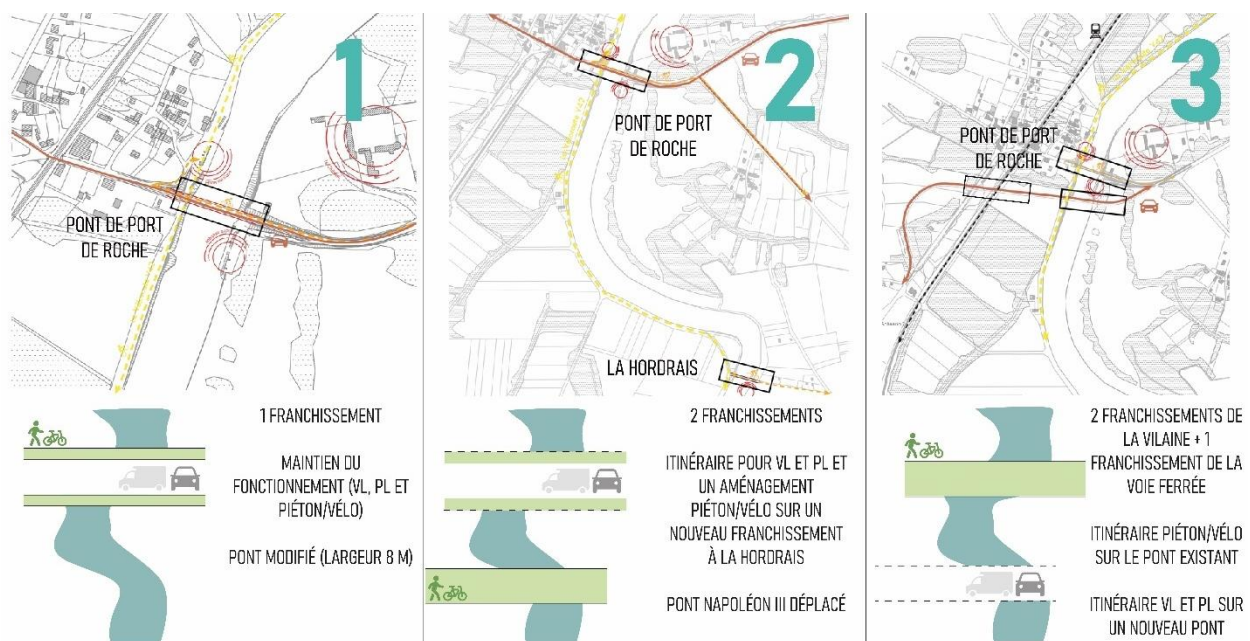 1
PONT DE PORT
DE ROCHE
1 FRANCHISSEMENT
MAINTIEN DU
FONCTIONNEMENT (VL, PL ET
PIÉTON/VÉLO)
PONT MODIFIÉ (LARGEUR 8 M)
2
PONT DE PORT
DE ROCHE
LA HORDRAIS
2 FRANCHISSEMENTS
ITINÉRAIRE POUR VL ET PL ET
UN AMÉNAGEMENT
PIÉTON/VÉLO SUR UN
NOUVEAU FRANCHISSEMENT
À LA HORDRAIS
PONT NAPOLÉON III DÉPLACÉ
3
PONT DE PORT
DE ROCHE
2 FRANCHISSEMENTS DE
LA VILAINE + 1
FRANCHISSEMENT DE LA
VOIE FERRÉE
ITINÉRAIRE PIÉTON/VÉLO
SUR LE PONT EXISTANT
ITINÉRAIRE VL ET PL SUR
UN NOUVEAU PONT